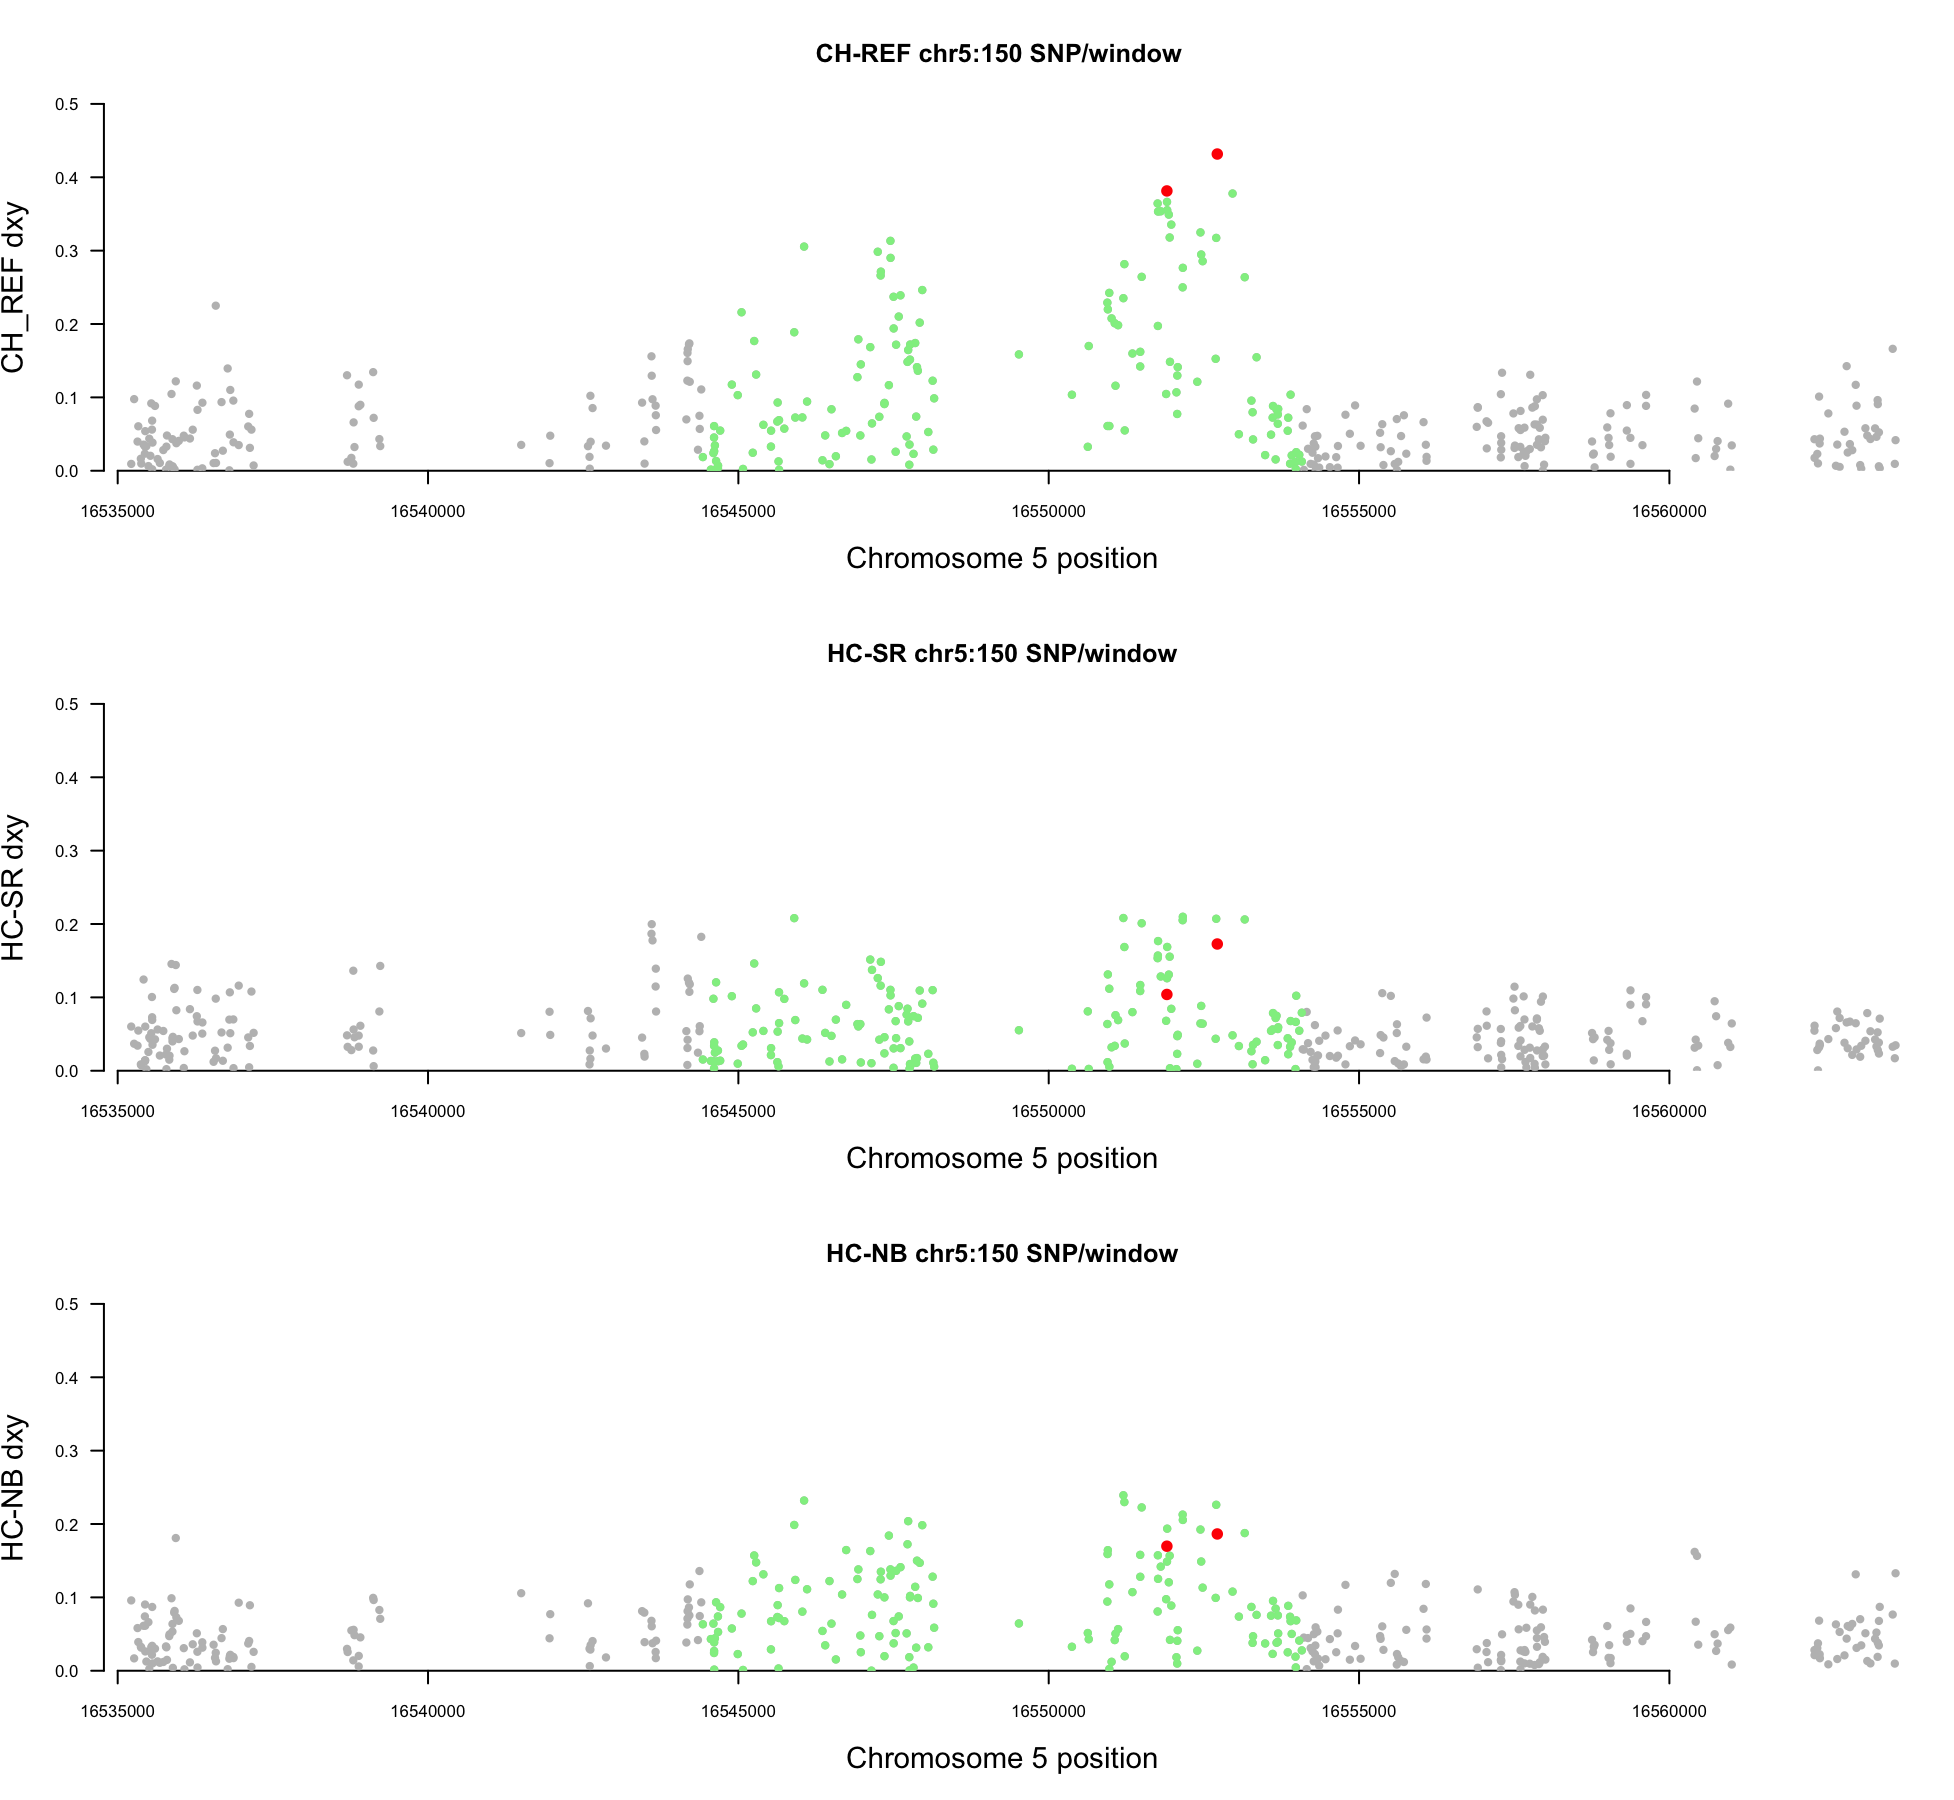 CH-REF chr5:150 SNP/window
0.5
0.4
0.3
0.2
0.1
0.0
CH_REF dxy
16535000 16540000 16545000 16550000 16555000 16560000
Chromosome 5 position
HC-SR chr5:150 SNP/window
0.5
0.4
0.3
0.2
0.1
0.0
HC-SR dxy
16535000 16540000 16545000 16550000 16555000 16560000
Chromosome 5 position
HC-NB chr5:150 SNP/window
0.5
0.4
0.3
0.2
0.1
0.0
HC-NB dxy
16535000 16540000 16545000 16550000 16555000 16560000
Chromosome 5 position